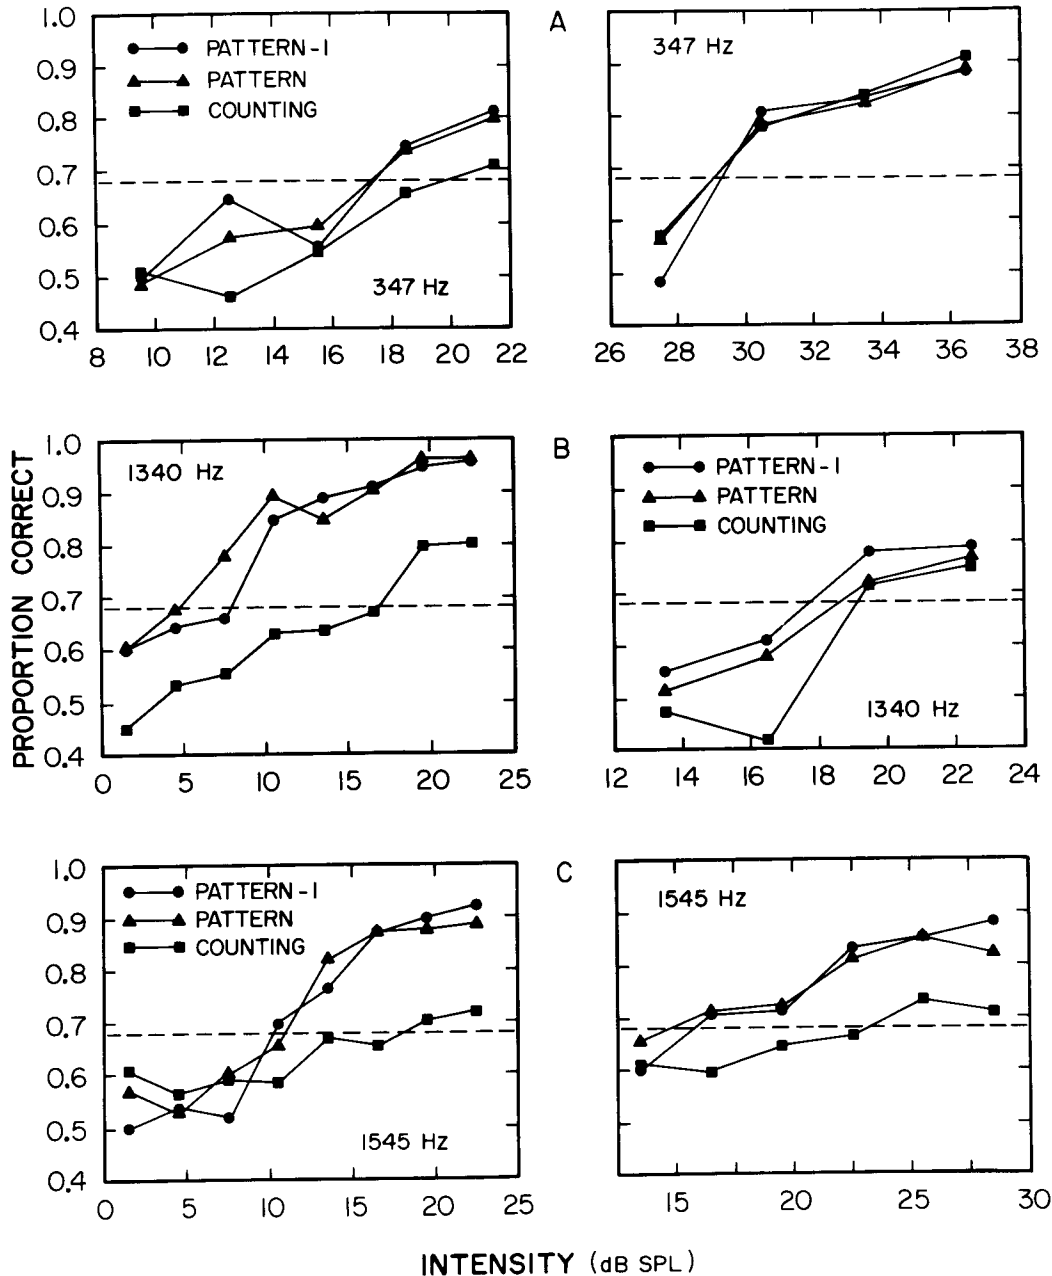 A
1.0
0.9
0.8
0.7
0.6
0.5
0.4
PATTERN-1
PATTERN
COUNTING
347 Hz
8 10 12 14 16 18 20 22
347 Hz
26 28 30 32 34 36 38
PROPORTION CORRECT
B
1.0
0.9
0.8
0.7
0.6
0.5
0.4
1340 Hz
0 5 10 15 20 25
PATTERN-1
PATTERN
COUNTING
1340 Hz
12 14 16 18 20 22 24
C
1.0
0.9
0.8
0.7
0.6
0.5
0.4
PATTERN-1
PATTERN
COUNTING
1545 Hz
0 5 10 15 20 25
1545 Hz
15 20 25 30
INTENSITY (dB SPL)